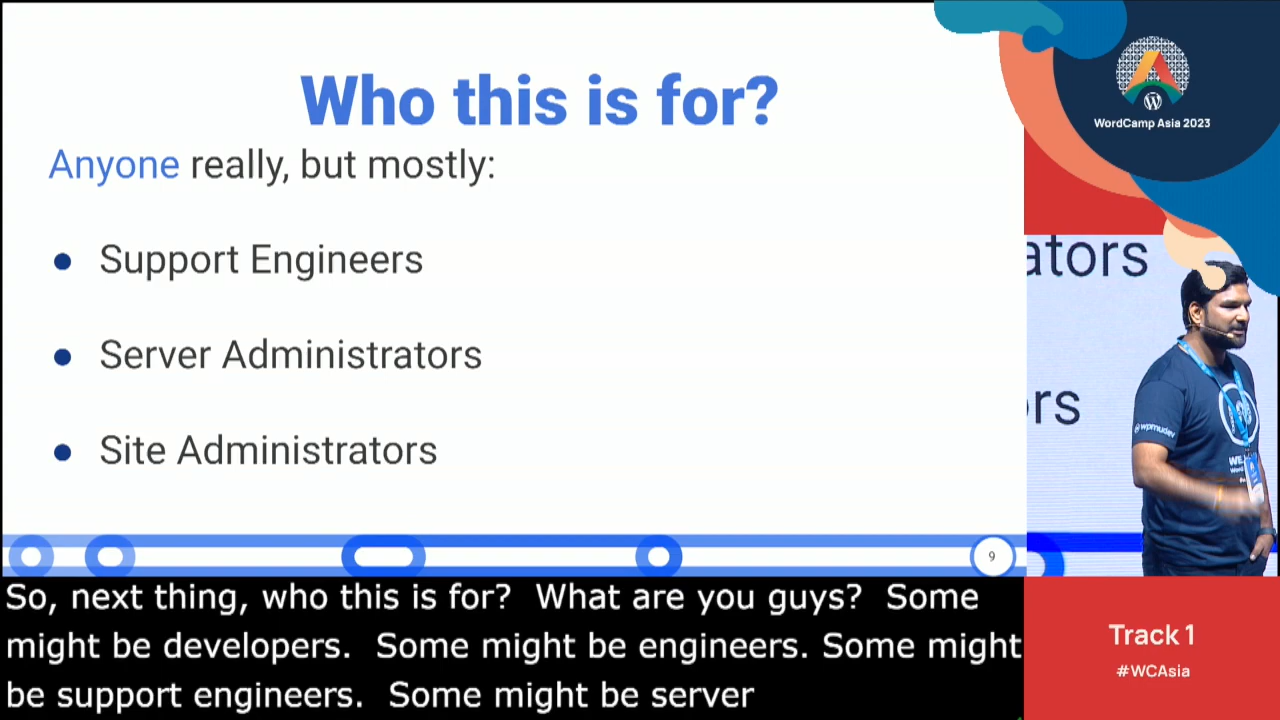 Who this is for?
Anyone really, but mostly:
• Support Engineers
• Server Administrators
• Site Administrators
9
So, next thing, who this is for? What are you guys? Some
might be developers. Some might be engineers. Some might
be support engineers. Some might be server
WordCamp Asia 2023
ators
ors
wpmudev
Track 1
#WCAsia